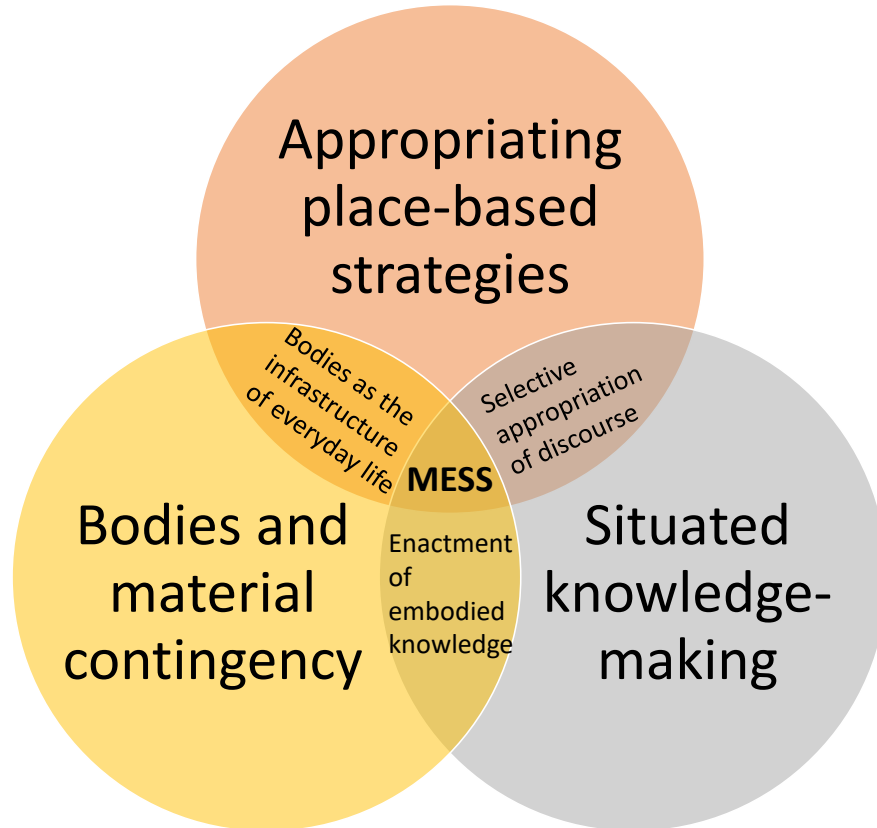 Appropriating
place-based
strategies
Bodies as the
infrastructure
of everyday life
Selective
appropriation
of discourse
MESS
Bodies and
material
contingency
Enactment
of
embodied
knowledge
Situated
knowledge-
making